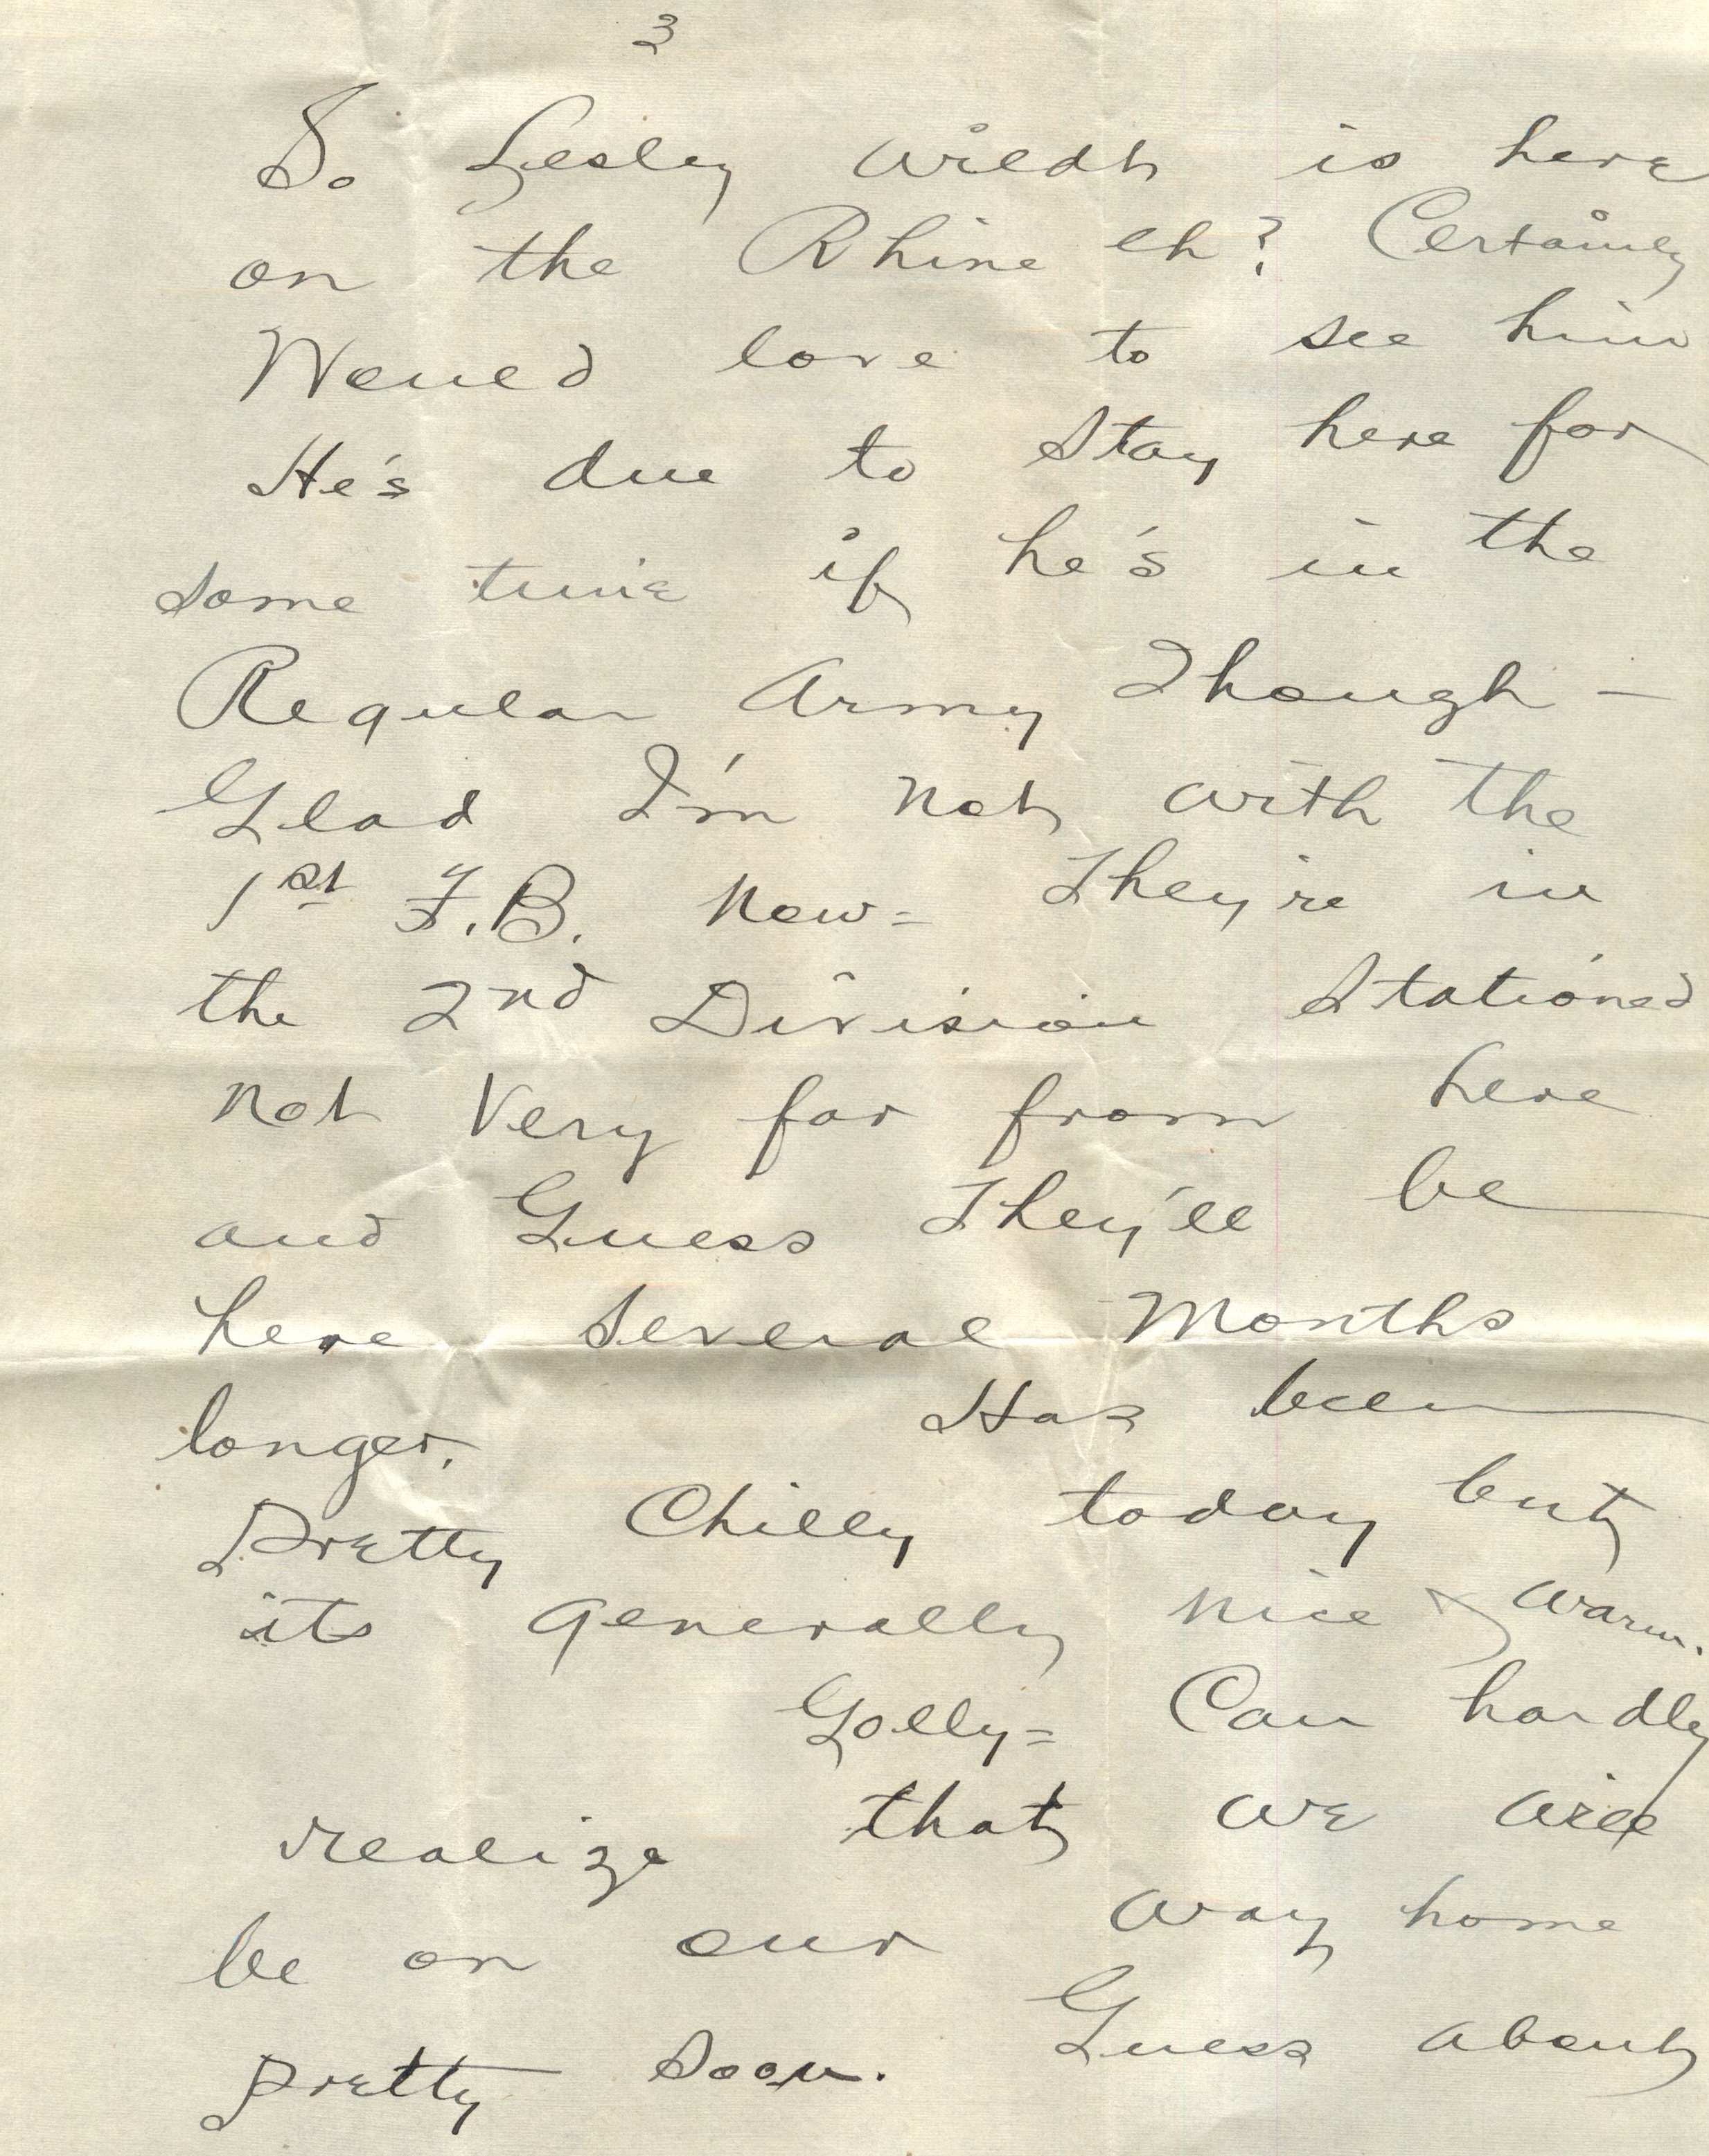 3
So Lesley Wildt is here
on the Rhine eh? Certainly
Would love to see him
He's due to Stay here for
some time if he's in the
Regular Army Though —
Glad I'm not with the
1st F.B. now = They're in
the 2nd Division Stationed
not Very far from here
and Guess They'll be
here Several Months
longer. Has been
Pretty Chilly today but
its generally nice & warm.
Golly = Can hardly
realize that we will
be on our way home
pretty soon. Guess about